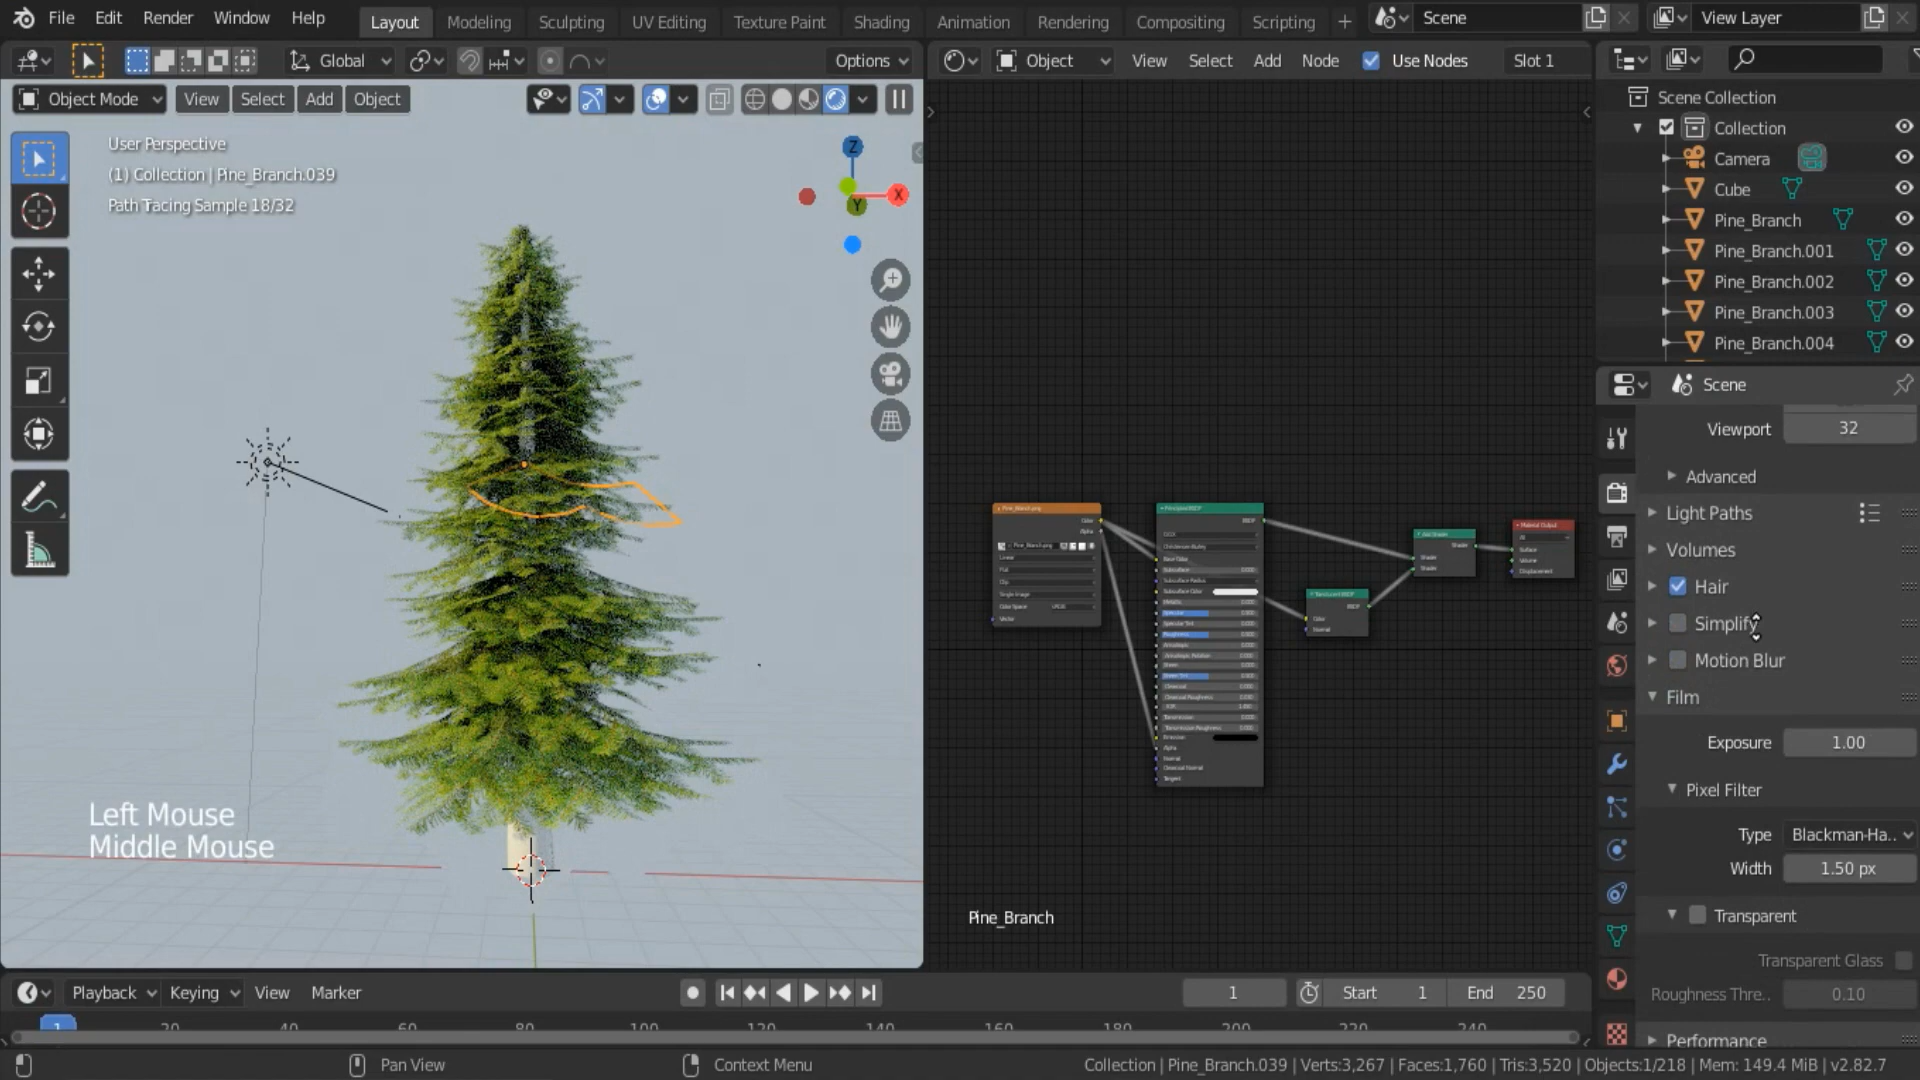 File Edit Render Window Help Layout Modeling Sculpting UV Editing Texture Paint Shading Animation Rendering Compositing Scripting + Scene View Layer
Global Options Object View Select Add Node Use Nodes Slot 1
Object Mode View Select Add Object
User Perspective
(1) Collection | Pine_Branch.039
Path Tacing Sample 18/32
Z
X
Y
Scene Collection
Collection
Camera
Cube
Pine_Branch
Pine_Branch.001
Pine_Branch.002
Pine_Branch.003
Pine_Branch.004
Scene
Viewport 32
Advanced
Light Paths
Volumes
Hair
Simplify
Motion Blur
Film
Exposure 1.00
Pixel Filter
Type Blackman-Ha..
Width 1.50 px
Transparent
Transparent Glass
Roughness Thre.. 0.10
Performance
Left Mouse
Middle Mouse
Pine_Branch
Playback Keying View Marker 1 Start 1 End 250
1 20 40 60 80 100 120 140 160 180 200 220 240
Pan View Context Menu Collection | Pine_Branch.039 | Verts:3,267 | Faces:1,760 | Tris:3,520 | Objects:1/218 | Mem: 149.4 MiB | v2.82.7